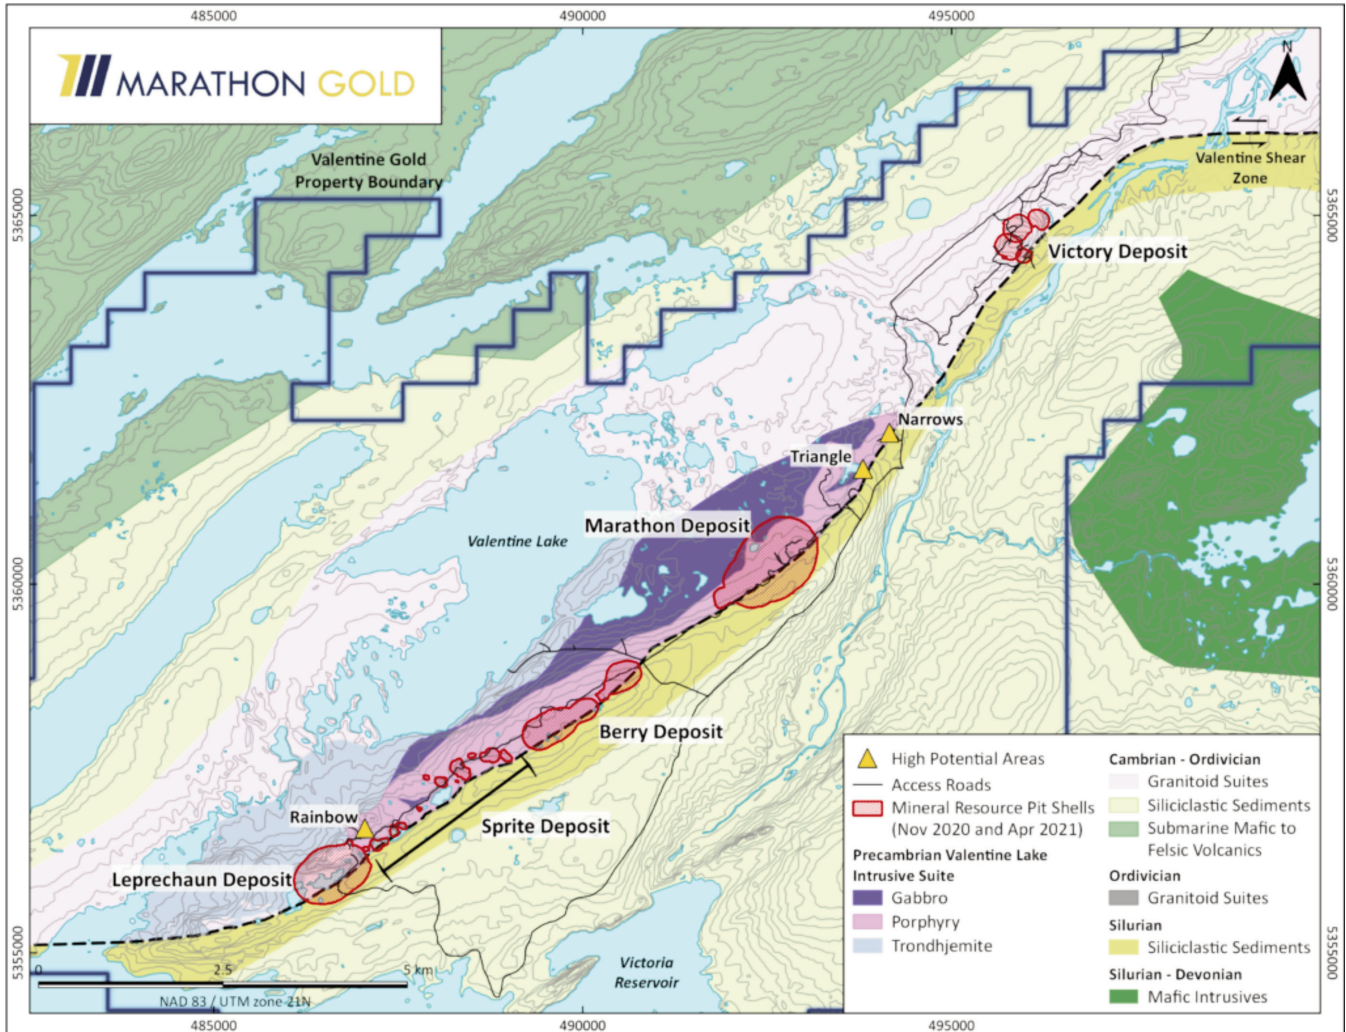 485000
490000
495000
MARATHON GOLD
N
Valentine Gold
Property Boundary
Valentine Shear
Zone
5365000
5365000
Victory Deposit
Narrows
Triangle
Marathon Deposit
Valentine Lake
5360000
5360000
Berry Deposit
Rainbow
Sprite Deposit
Leprechaun Deposit
5355000
5355000
Victoria
Reservoir
0
2.5
5 km
NAD 83 / UTM zone 21N
High Potential Areas
Access Roads
Mineral Resource Pit Shells
(Nov 2020 and Apr 2021)
Precambrian Valentine Lake
Intrusive Suite
Gabbro
Porphyry
Trondhjemite
Cambrian - Ordivician
Granitoid Suites
Siliciclastic Sediments
Submarine Mafic to
Felsic Volcanics
Ordivician
Granitoid Suites
Silurian
Siliciclastic Sediments
Silurian - Devonian
Mafic Intrusives
485000
490000
495000